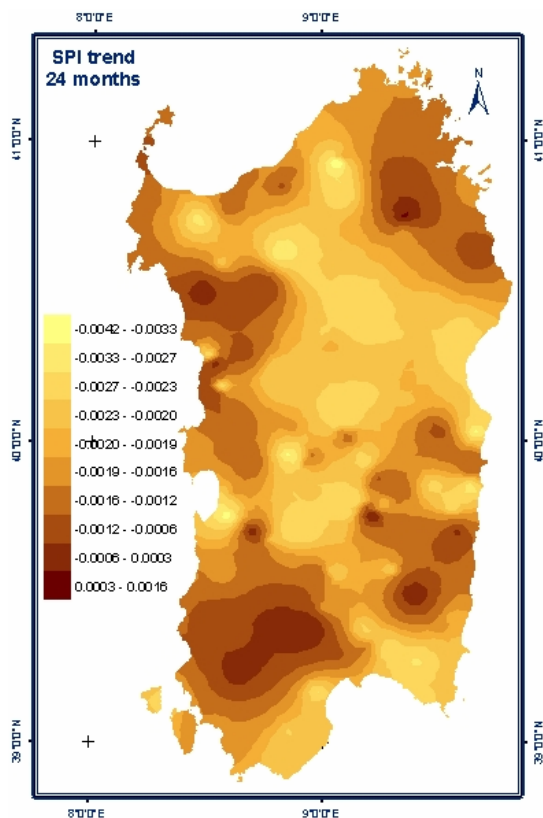 8°0'0"E 9°0'0"E
SPI trend
24 months
N
41°0'0"N 41°0'0"N
-0.0042 - -0.0033
-0.0033 - -0.0027
-0.0027 - -0.0023
-0.0023 - -0.0020
-0.0020 - -0.0019
-0.0019 - -0.0016
-0.0016 - -0.0012
-0.0012 - -0.0006
-0.0006 - 0.0003
0.0003 - 0.0016
40°0'0"N 40°0'0"N
39°0'0"N 39°0'0"N
8°0'0"E 9°0'0"E